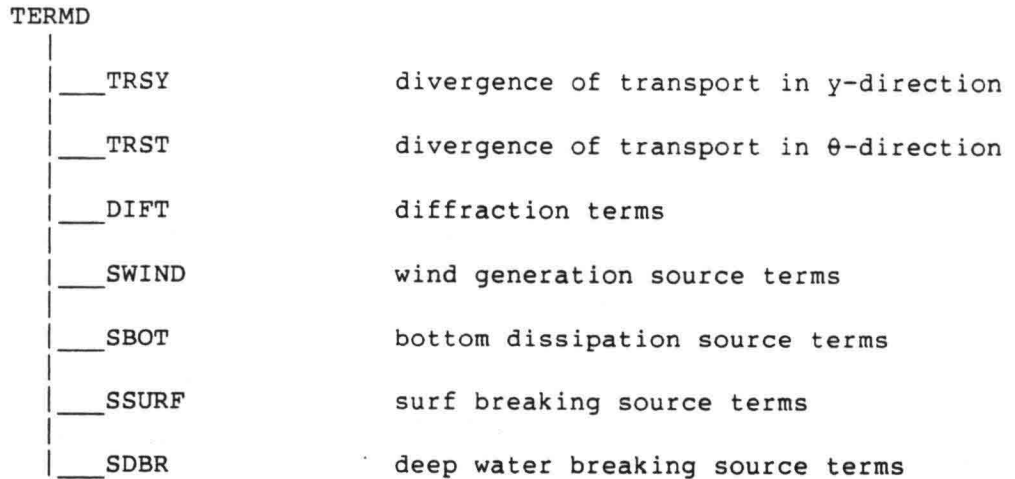 TERMD
|
|___TRSY divergence of transport in y-direction
|
|___TRST divergence of transport in θ-direction
|
|___DIFT diffraction terms
|
|___SWIND wind generation source terms
|
|___SBOT bottom dissipation source terms
|
|___SSURF surf breaking source terms
|
|___SDBR deep water breaking source terms